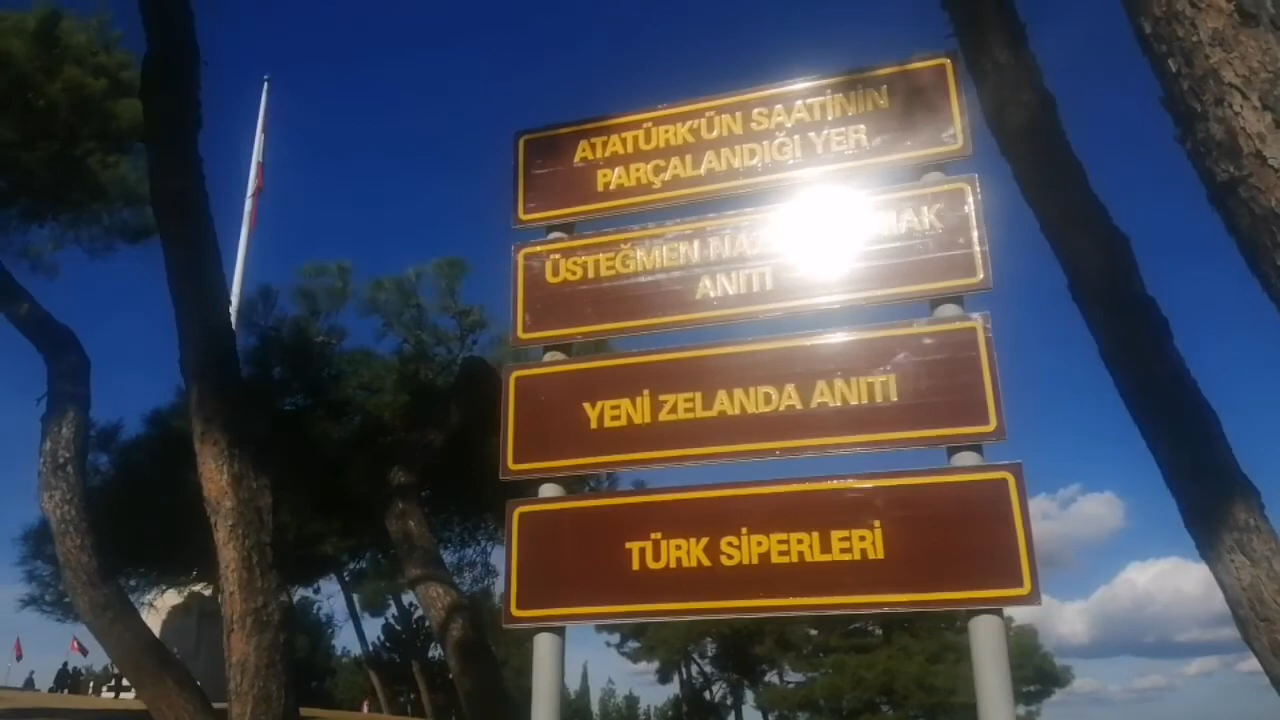 ATATÜRK'ÜN SAATİNİN
PARÇALANDIĞI YER
ÜSTEĞMEN
ANITI
YENİ ZELANDA ANITI
TÜRK SİPERLERİ